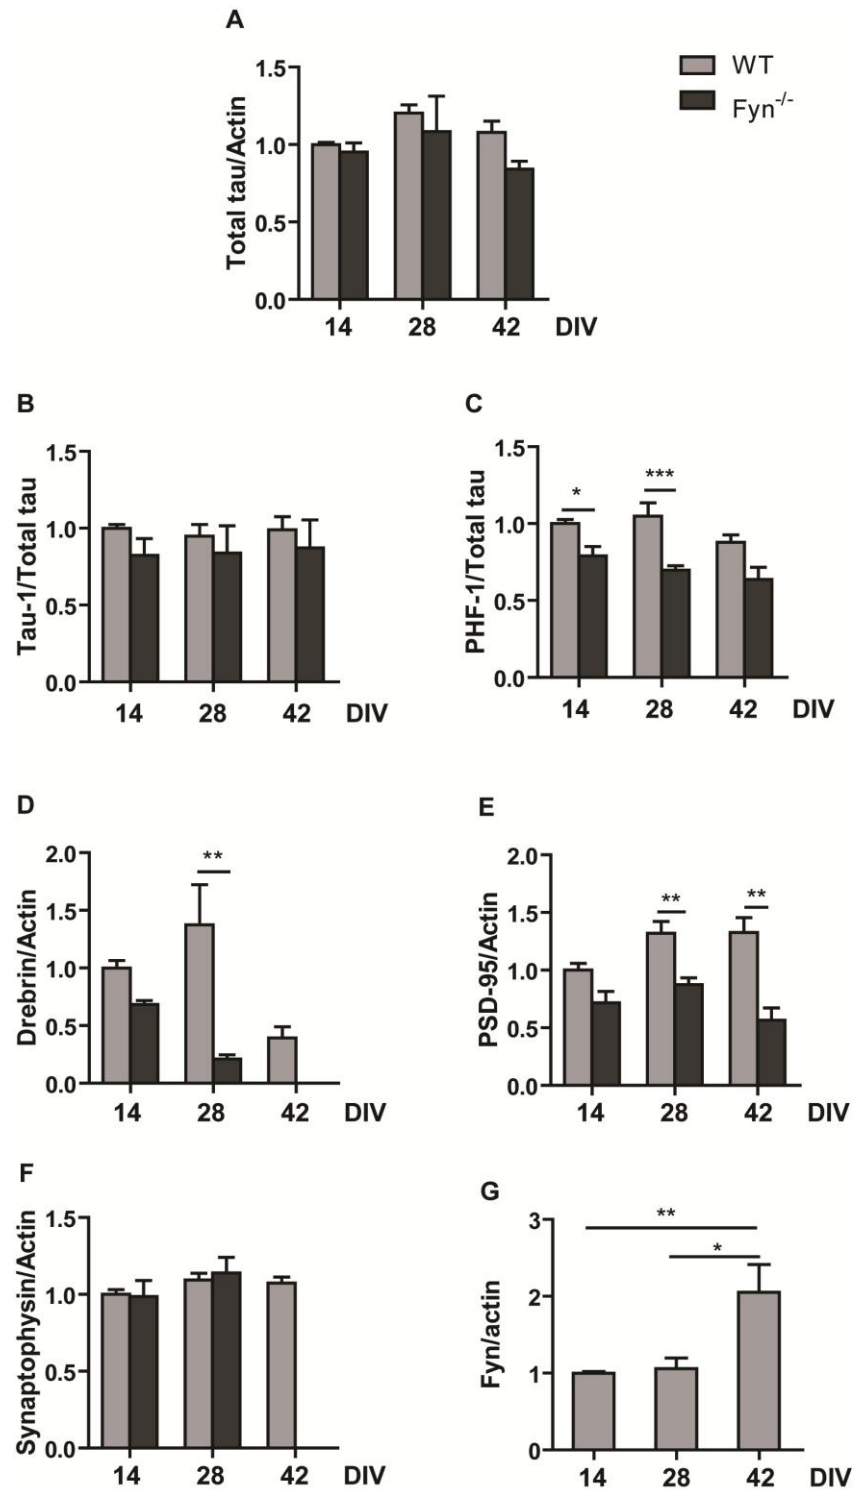 A
WT
Fyn-/-
Total tau/Actin
1.5
1.0
0.5
0.0
14 28 42 DIV
B
Tau-1/Total tau
1.5
1.0
0.5
0.0
14 28 42 DIV
C
PHF-1/Total tau
1.5
1.0
0.5
0.0
* ***
14 28 42 DIV
D
Drebrin/Actin
2.0
1.5
1.0
0.5
0.0
**
14 28 42 DIV
E
PSD-95/Actin
2.0
1.5
1.0
0.5
0.0
** **
14 28 42 DIV
F
Synaptophysin/Actin
1.5
1.0
0.5
0.0
14 28 42 DIV
G
Fyn/actin
3
2
1
0
**
*
14 28 42 DIV